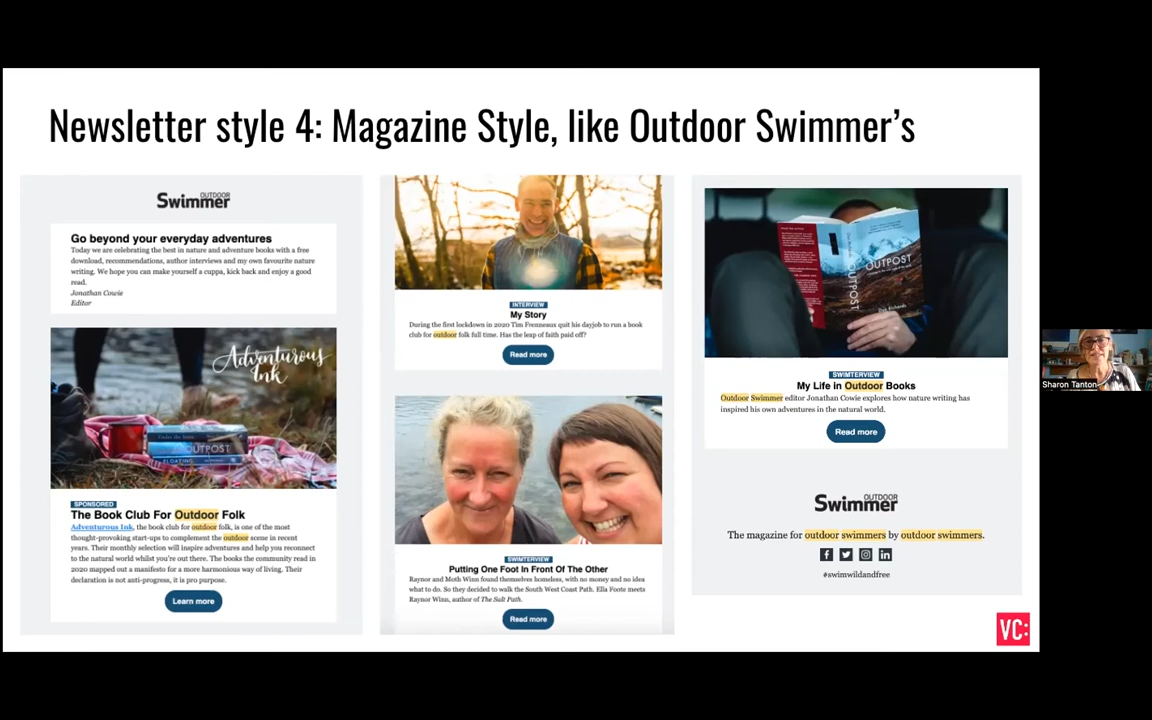 Newsletter style 4: Magazine Style, like Outdoor Swimmer's
OUTDOOR
Swimmer
Go beyond your everyday adventures
Today we are celebrating the best in nature and adventure books with a free
download, recommendations, author interviews and my own favourite nature
writing. We hope you can make yourself a cuppa, kick back and enjoy a good
read.
Jonathan Cowie
Editor
Adventurous
Ink
OUTPOST
FLOATING
SPONSORED
The Book Club For Outdoor Folk
Adventurous Ink, the book club for outdoor folk, is one of the most
thought-provoking start-ups to complement the outdoor scene in recent
years. Their monthly selection will inspire adventures and help you reconnect
to the natural world whilst you're out there. The books the community read in
2020 mapped out a manifesto for a more harmonious way of living. Their
declaration is not anti-progress, it is pro purpose.
Learn more
INTERVIEW
My Story
During the first lockdown in 2020 Tim Frenneaux quit his dayjob to run a book
club for outdoor folk full time. Has the leap of faith paid off?
Read more
SWIMTERVIEW
Putting One Foot In Front Of The Other
Raynor and Moth Winn found themselves homeless, with no money and no idea
what to do. So they decided to walk the South West Coast Path. Ella Foote meets
Raynor Winn, author of The Salt Path.
Read more
OUTPOST
OUTPOST
Dan Richards
SWIMTERVIEW
My Life in Outdoor Books
Outdoor Swimmer editor Jonathan Cowie explores how nature writing has
inspired his own adventures in the natural world.
Read more
OUTDOOR
Swimmer
The magazine for outdoor swimmers by outdoor swimmers.
#swimwildandfree
VC:
Sharon Tanton